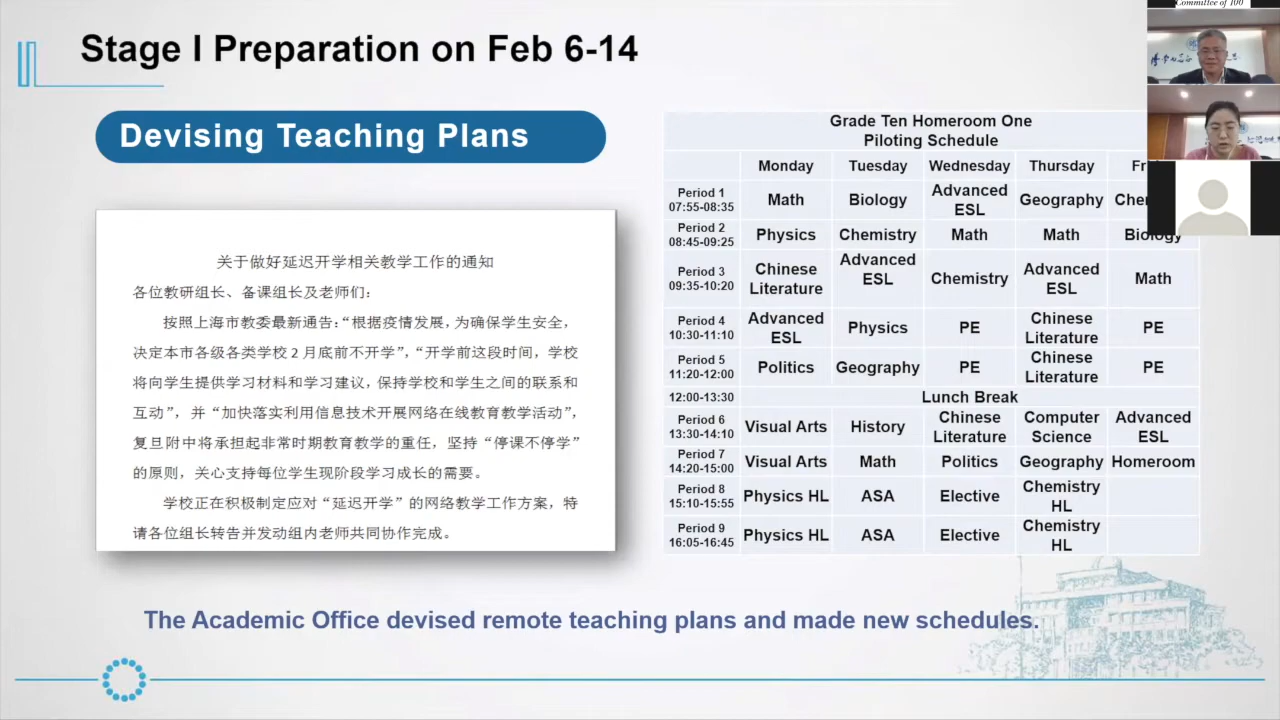 Committee of 100
Stage I Preparation on Feb 6-14
Devising Teaching Plans
关于做好延迟开学相关教学工作的通知
各位教研组长、备课组长及老师们：
按照上海市教委最新通告：“根据疫情发展，为确保学生安全，
决定本市各级各类学校 2 月底前不开学”，“开学前这段时间，学校
将向学生提供学习材料和学习建议，保持学校和学生之间的联系和
互动”，并“加快落实利用信息技术开展网络在线教育教学活动”，
复旦附中将承担起非常时期教育教学的重任，坚持“停课不停学”
的原则，关心支持每位学生现阶段学习成长的需要。
学校正在积极制定应对“延迟开学”的网络教学工作方案，特
请各位组长转告并发动组内老师共同协作完成。
Grade Ten Homeroom One
Piloting Schedule
Monday Tuesday Wednesday Thursday
Period 1 07:55-08:35 Math Biology Advanced ESL Geography
Period 2 08:45-09:25 Physics Chemistry Math Math Biology
Period 3 09:35-10:20 Chinese Literature Advanced ESL Chemistry Advanced ESL Math
Period 4 10:30-11:10 Advanced ESL Physics PE Chinese Literature PE
Period 5 11:20-12:00 Politics Geography PE Chinese Literature PE
12:00-13:30 Lunch Break
Period 6 13:30-14:10 Visual Arts History Chinese Literature Computer Science Advanced ESL
Period 7 14:20-15:00 Visual Arts Math Politics Geography Homeroom
Period 8 15:10-15:55 Physics HL ASA Elective Chemistry HL
Period 9 16:05-16:45 Physics HL ASA Elective Chemistry HL
The Academic Office devised remote teaching plans and made new schedules.